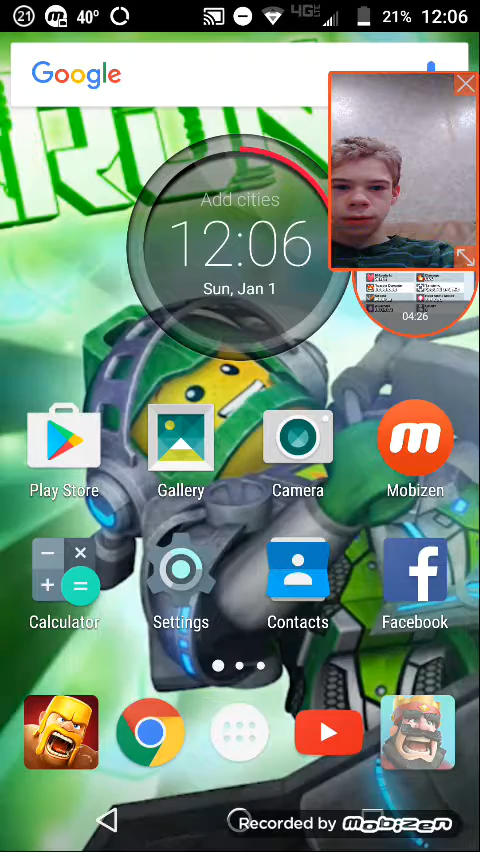 21 40° 4G LTE 21% 12:06
Google
Add cities
12:06
Sun, Jan 1
04:26
Play Store
Gallery
Camera
Mobizen
Calculator
Settings
Contacts
Facebook
Recorded by mobizen